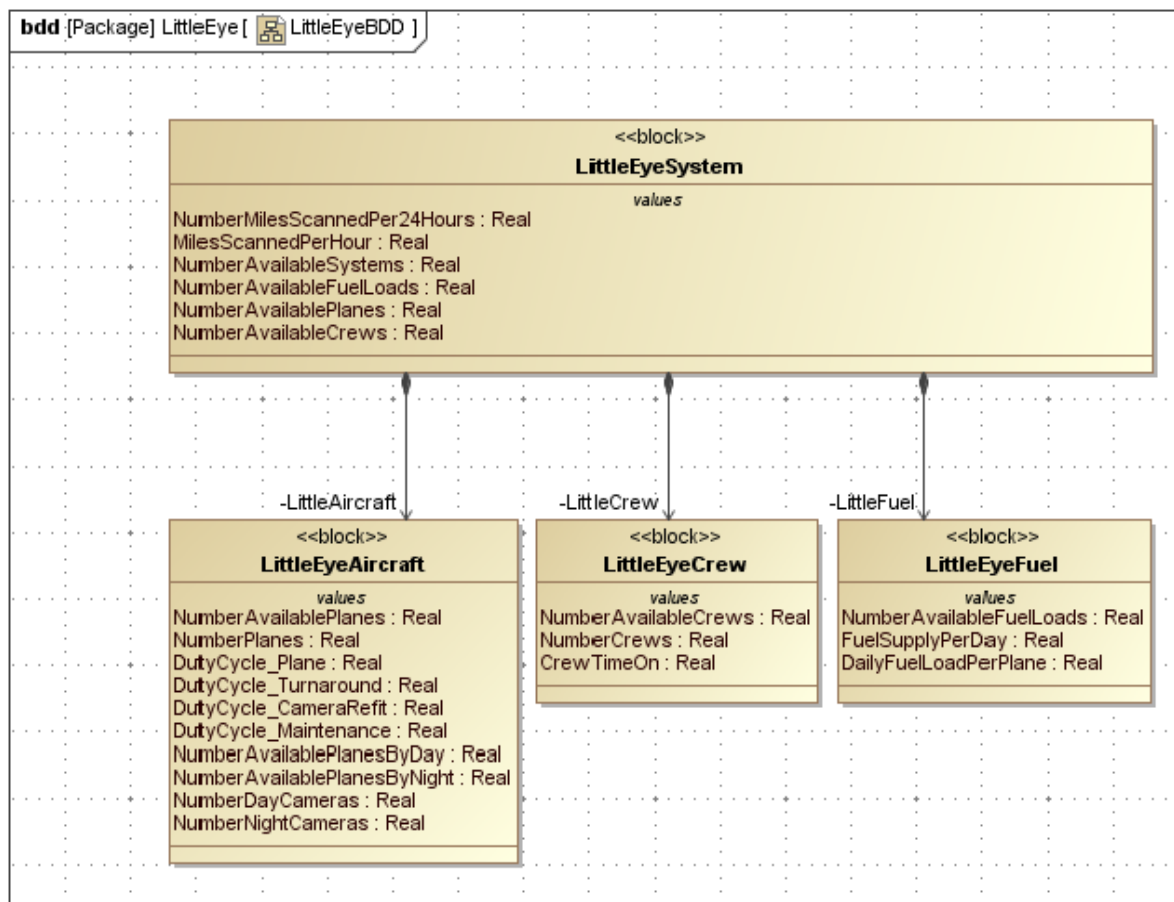 bdd [Package] LittleEye [ LittleEyeBDD ]
<<block>>
LittleEyeSystem
values
NumberMilesScannedPer24Hours : Real
MilesScannedPerHour : Real
NumberAvailableSystems : Real
NumberAvailableFuelLoads : Real
NumberAvailablePlanes : Real
NumberAvailableCrews : Real
-LittleAircraft
-LittleCrew
-LittleFuel
<<block>>
LittleEyeAircraft
values
NumberAvailablePlanes : Real
NumberPlanes : Real
DutyCycle_Plane : Real
DutyCycle_Turnaround : Real
DutyCycle_CameraRefit : Real
DutyCycle_Maintenance : Real
NumberAvailablePlanesByDay : Real
NumberAvailablePlanesByNight : Real
NumberDayCameras : Real
NumberNightCameras : Real
<<block>>
LittleEyeCrew
values
NumberAvailableCrews : Real
NumberCrews : Real
CrewTimeOn : Real
<<block>>
LittleEyeFuel
values
NumberAvailableFuelLoads : Real
FuelSupplyPerDay : Real
DailyFuelLoadPerPlane : Real